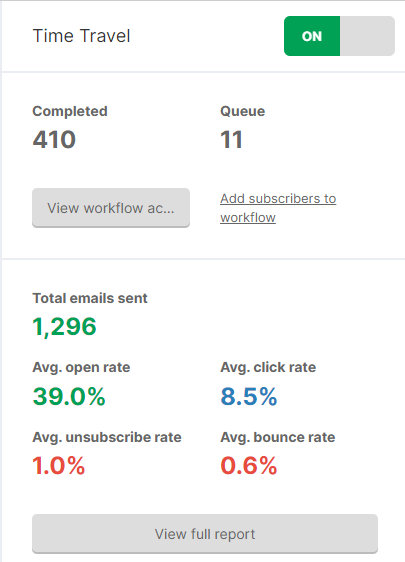 Time Travel
ON
Completed
Queue
410
11
View workflow ac...
Add subscribers to
workflow
Total emails sent
1,296
Avg. open rate
Avg. click rate
39.0%
8.5%
Avg. unsubscribe rate
Avg. bounce rate
1.0%
0.6%
View full report